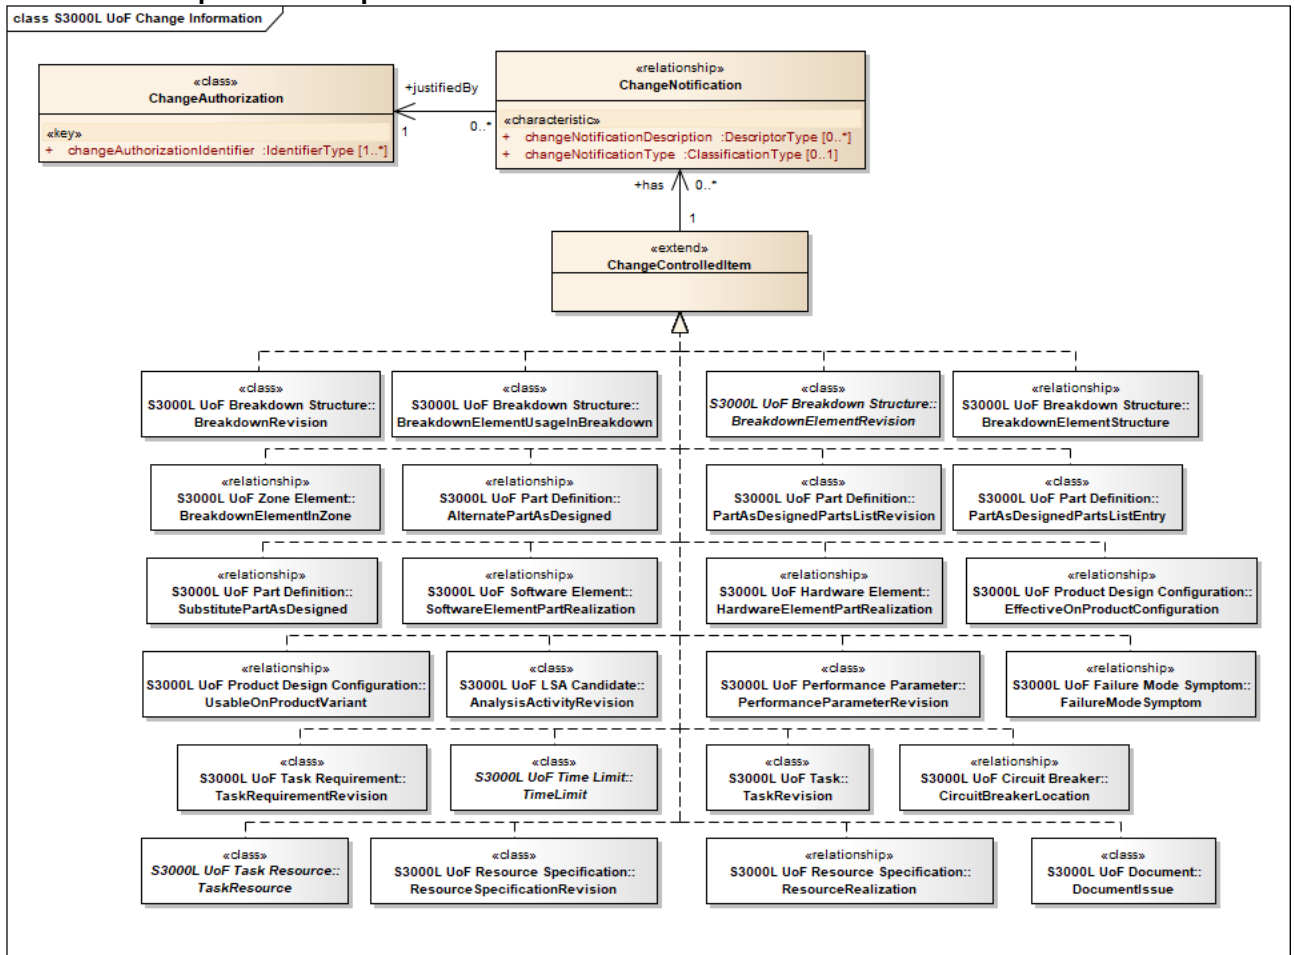 class S3000L UoF Change Information
«class»
ChangeAuthorization
«key»
+ changeAuthorizationIdentifier :IdentifierType [1..*]
+justifiedBy
1
0..*
«relationship»
ChangeNotification
«characteristic»
+ changeNotificationDescription :DescriptorType [0..*]
+ changeNotificationType :ClassificationType [0..1]
+has
0..*
1
«extend»
ChangeControlledItem
«class»
S3000L UoF Breakdown Structure::
BreakdownRevision
«class»
S3000L UoF Breakdown Structure::
BreakdownElementUsageInBreakdown
«class»
S3000L UoF Breakdown Structure::
BreakdownElementRevision
«relationship»
S3000L UoF Breakdown Structure::
BreakdownElementStructure
«relationship»
S3000L UoF Zone Element::
BreakdownElementInZone
«relationship»
S3000L UoF Part Definition::
AlternatePartAsDesigned
«class»
S3000L UoF Part Definition::
PartAsDesignedPartsListRevision
«class»
S3000L UoF Part Definition::
PartAsDesignedPartsListEntry
«relationship»
S3000L UoF Part Definition::
SubstitutePartAsDesigned
«relationship»
S3000L UoF Software Element::
SoftwareElementPartRealization
«relationship»
S3000L UoF Hardware Element::
HardwareElementPartRealization
«relationship»
S3000L UoF Product Design Configuration::
EffectiveOnProductConfiguration
«relationship»
S3000L UoF Product Design Configuration::
UsableOnProductVariant
«class»
S3000L UoF LSA Candidate::
AnalysisActivityRevision
«class»
S3000L UoF Performance Parameter::
PerformanceParameterRevision
«relationship»
S3000L UoF Failure Mode Symptom::
FailureModeSymptom
«class»
S3000L UoF Task Requirement::
TaskRequirementRevision
«class»
S3000L UoF Time Limit::
TimeLimit
«class»
S3000L UoF Task::
TaskRevision
«relationship»
S3000L UoF Circuit Breaker::
CircuitBreakerLocation
«class»
S3000L UoF Task Resource::
TaskResource
«class»
S3000L UoF Resource Specification::
ResourceSpecificationRevision
«relationship»
S3000L UoF Resource Specification::
ResourceRealization
«class»
S3000L UoF Document::
DocumentIssue